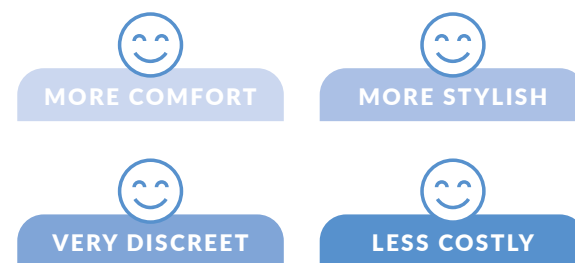 MORE COMFORT
MORE STYLISH
VERY DISCREET
LESS COSTLY